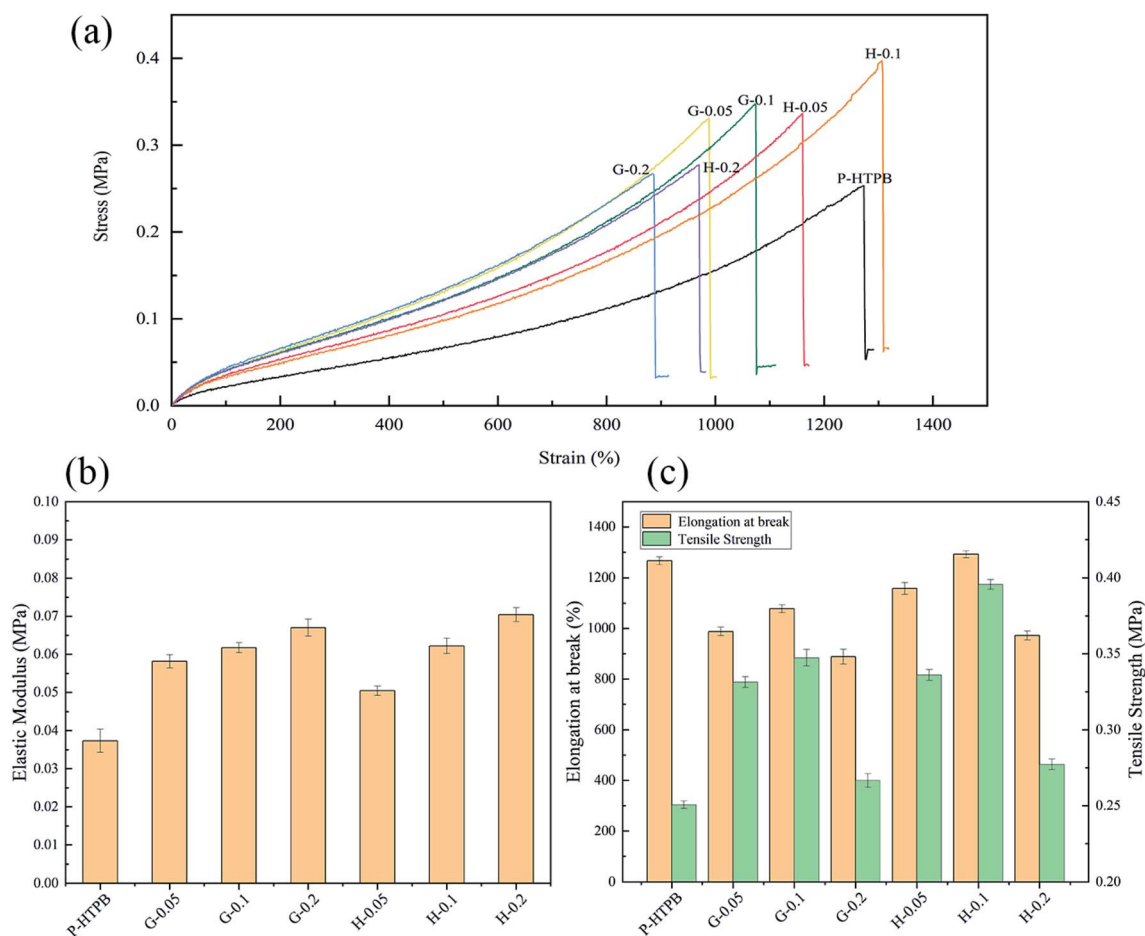 (a)
Stress (MPa)
0.4
0.3
0.2
0.1
0.0
H-0.1
G-0.1
G-0.05
H-0.05
G-0.2
H-0.2
P-HTPB
0 200 400 600 800 1000 1200 1400
Strain (%)
(b)
Elastic Modulus (MPa)
0.10
0.09
0.08
0.07
0.06
0.05
0.04
0.03
0.02
0.01
0.00
P-HTPB G-0.05 G-0.1 G-0.2 H-0.05 H-0.1 H-0.2
(c)
Elongation at break
Tensile Strength
Elongation at break (%)
1400
1200
1000
800
600
400
200
0
Tensile Strength (MPa)
0.45
0.40
0.35
0.30
0.25
0.20
P-HTPB G-0.05 G-0.1 G-0.2 H-0.05 H-0.1 H-0.2